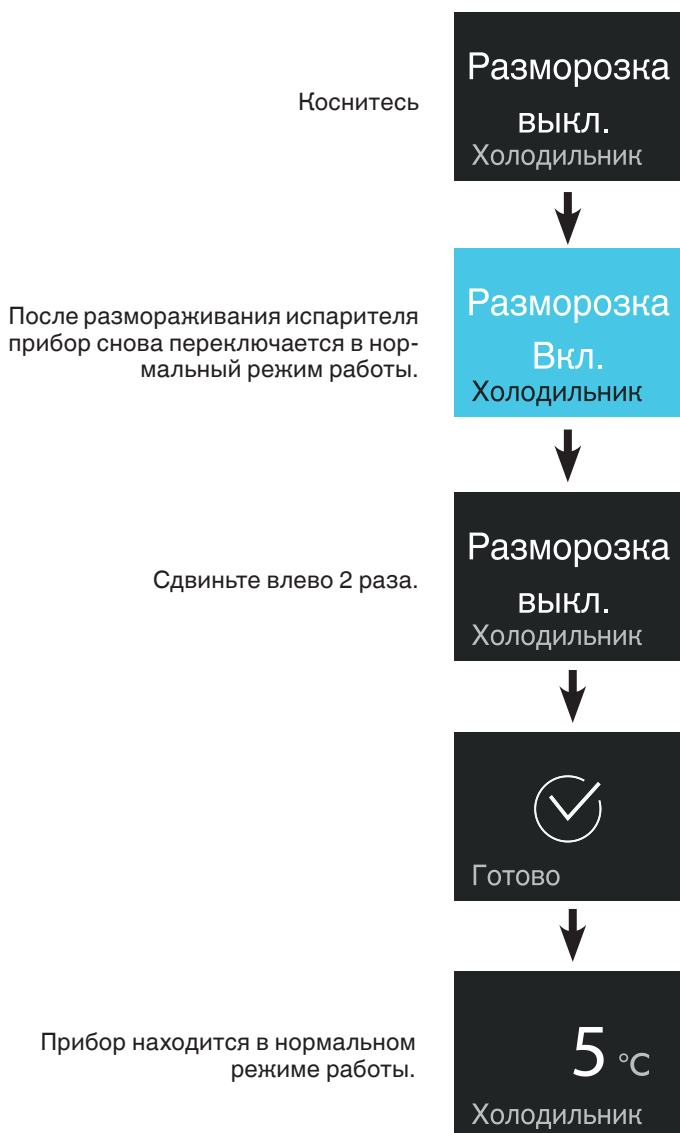 Коснитесь
Разморозка
выкл.
Холодильник
После размораживания испарителя
прибор снова переключается в нор-
мальный режим работы.
Разморозка
Вкл.
Холодильник
Сдвиньте влево 2 раза.
Разморозка
выкл.
Холодильник
Готово
Прибор находится в нормальном
режиме работы.
5 °C
Холодильник